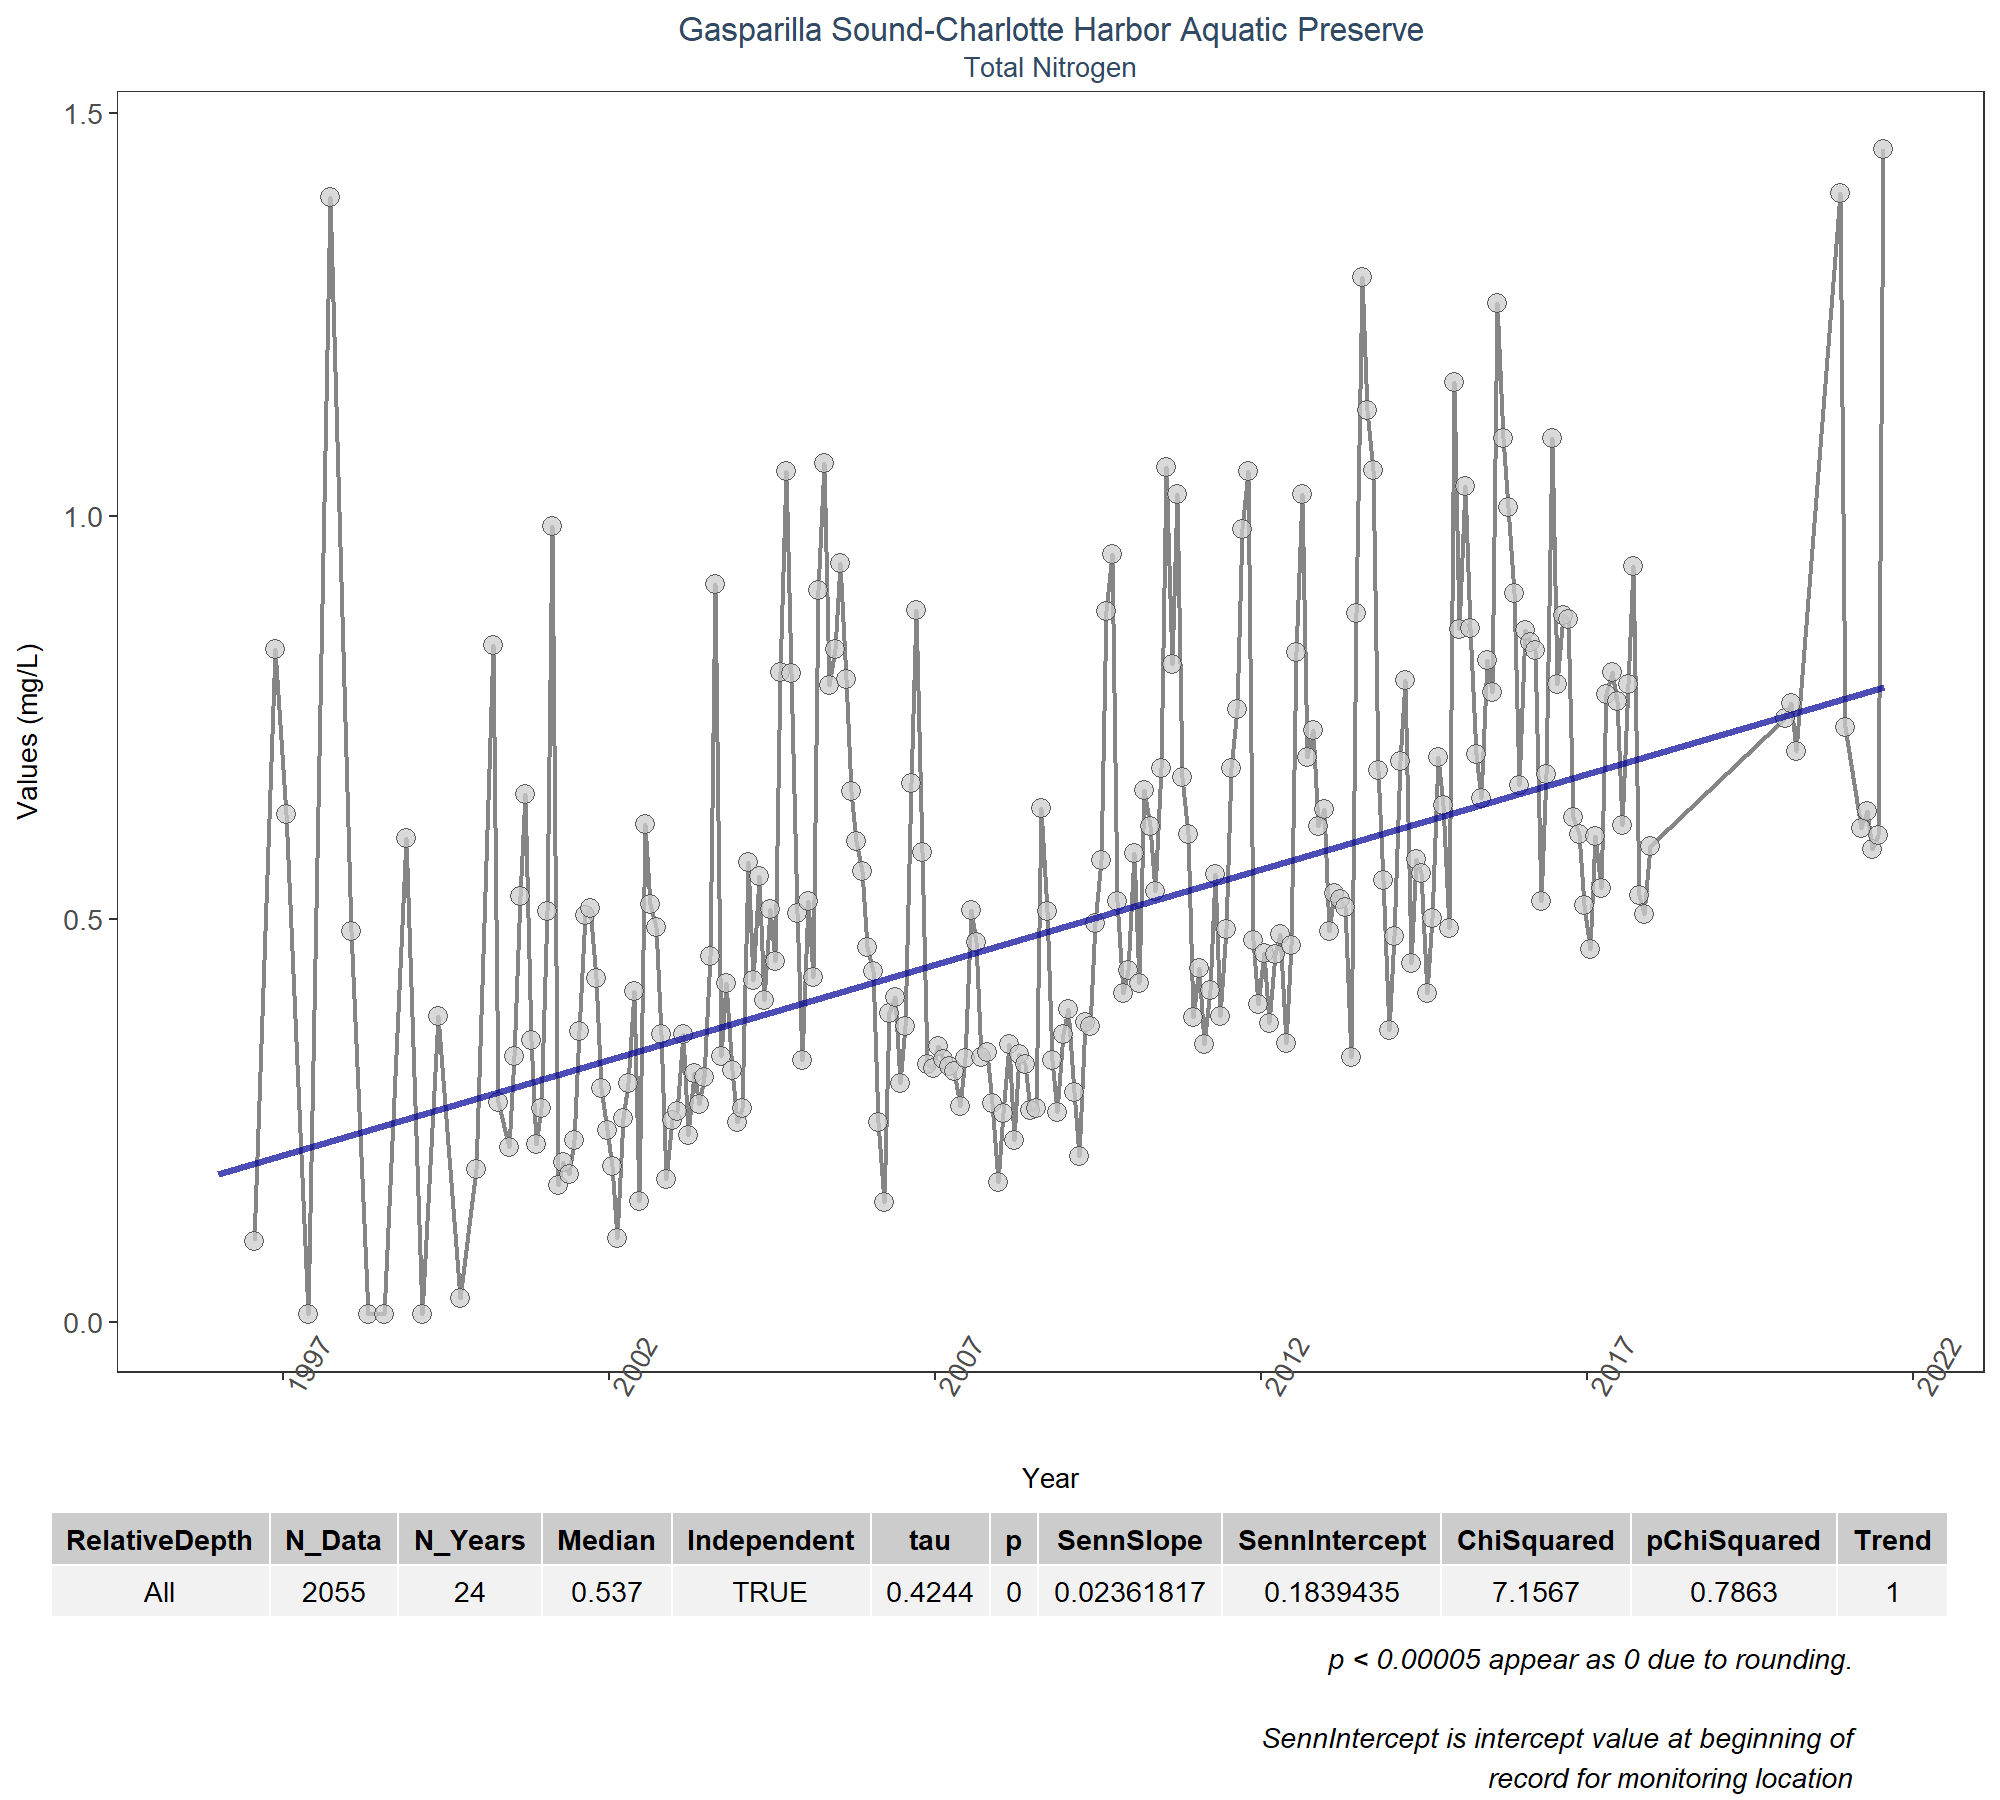 Gasparilla Sound-Charlotte Harbor Aquatic Preserve
Total Nitrogen
Values (mg/L)
1.5
1.0
0.5
0.0
1997 2002 2007 2012 2017 2022
Year
RelativeDepth N_Data N_Years Median Independent tau p SennSlope SennIntercept ChiSquared pChiSquared Trend
All 2055 24 0.537 TRUE 0.4244 0 0.02361817 0.1839435 7.1567 0.7863 1
p < 0.00005 appear as 0 due to rounding.
SennIntercept is intercept value at beginning of
record for monitoring location